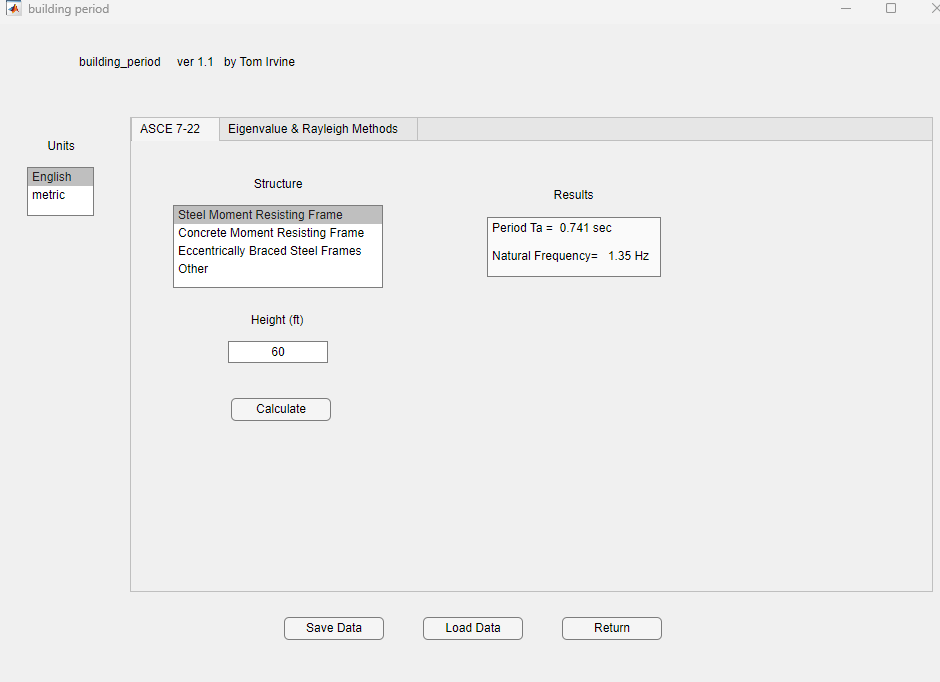 building period
building_period ver 1.1 by Tom Irvine
ASCE 7-22 Eigenvalue & Rayleigh Methods
Units
English
metric
Structure
Steel Moment Resisting Frame
Concrete Moment Resisting Frame
Eccentrically Braced Steel Frames
Other
Height (ft)
60
Calculate
Results
Period Ta = 0.741 sec
Natural Frequency= 1.35 Hz
Save Data Load Data Return